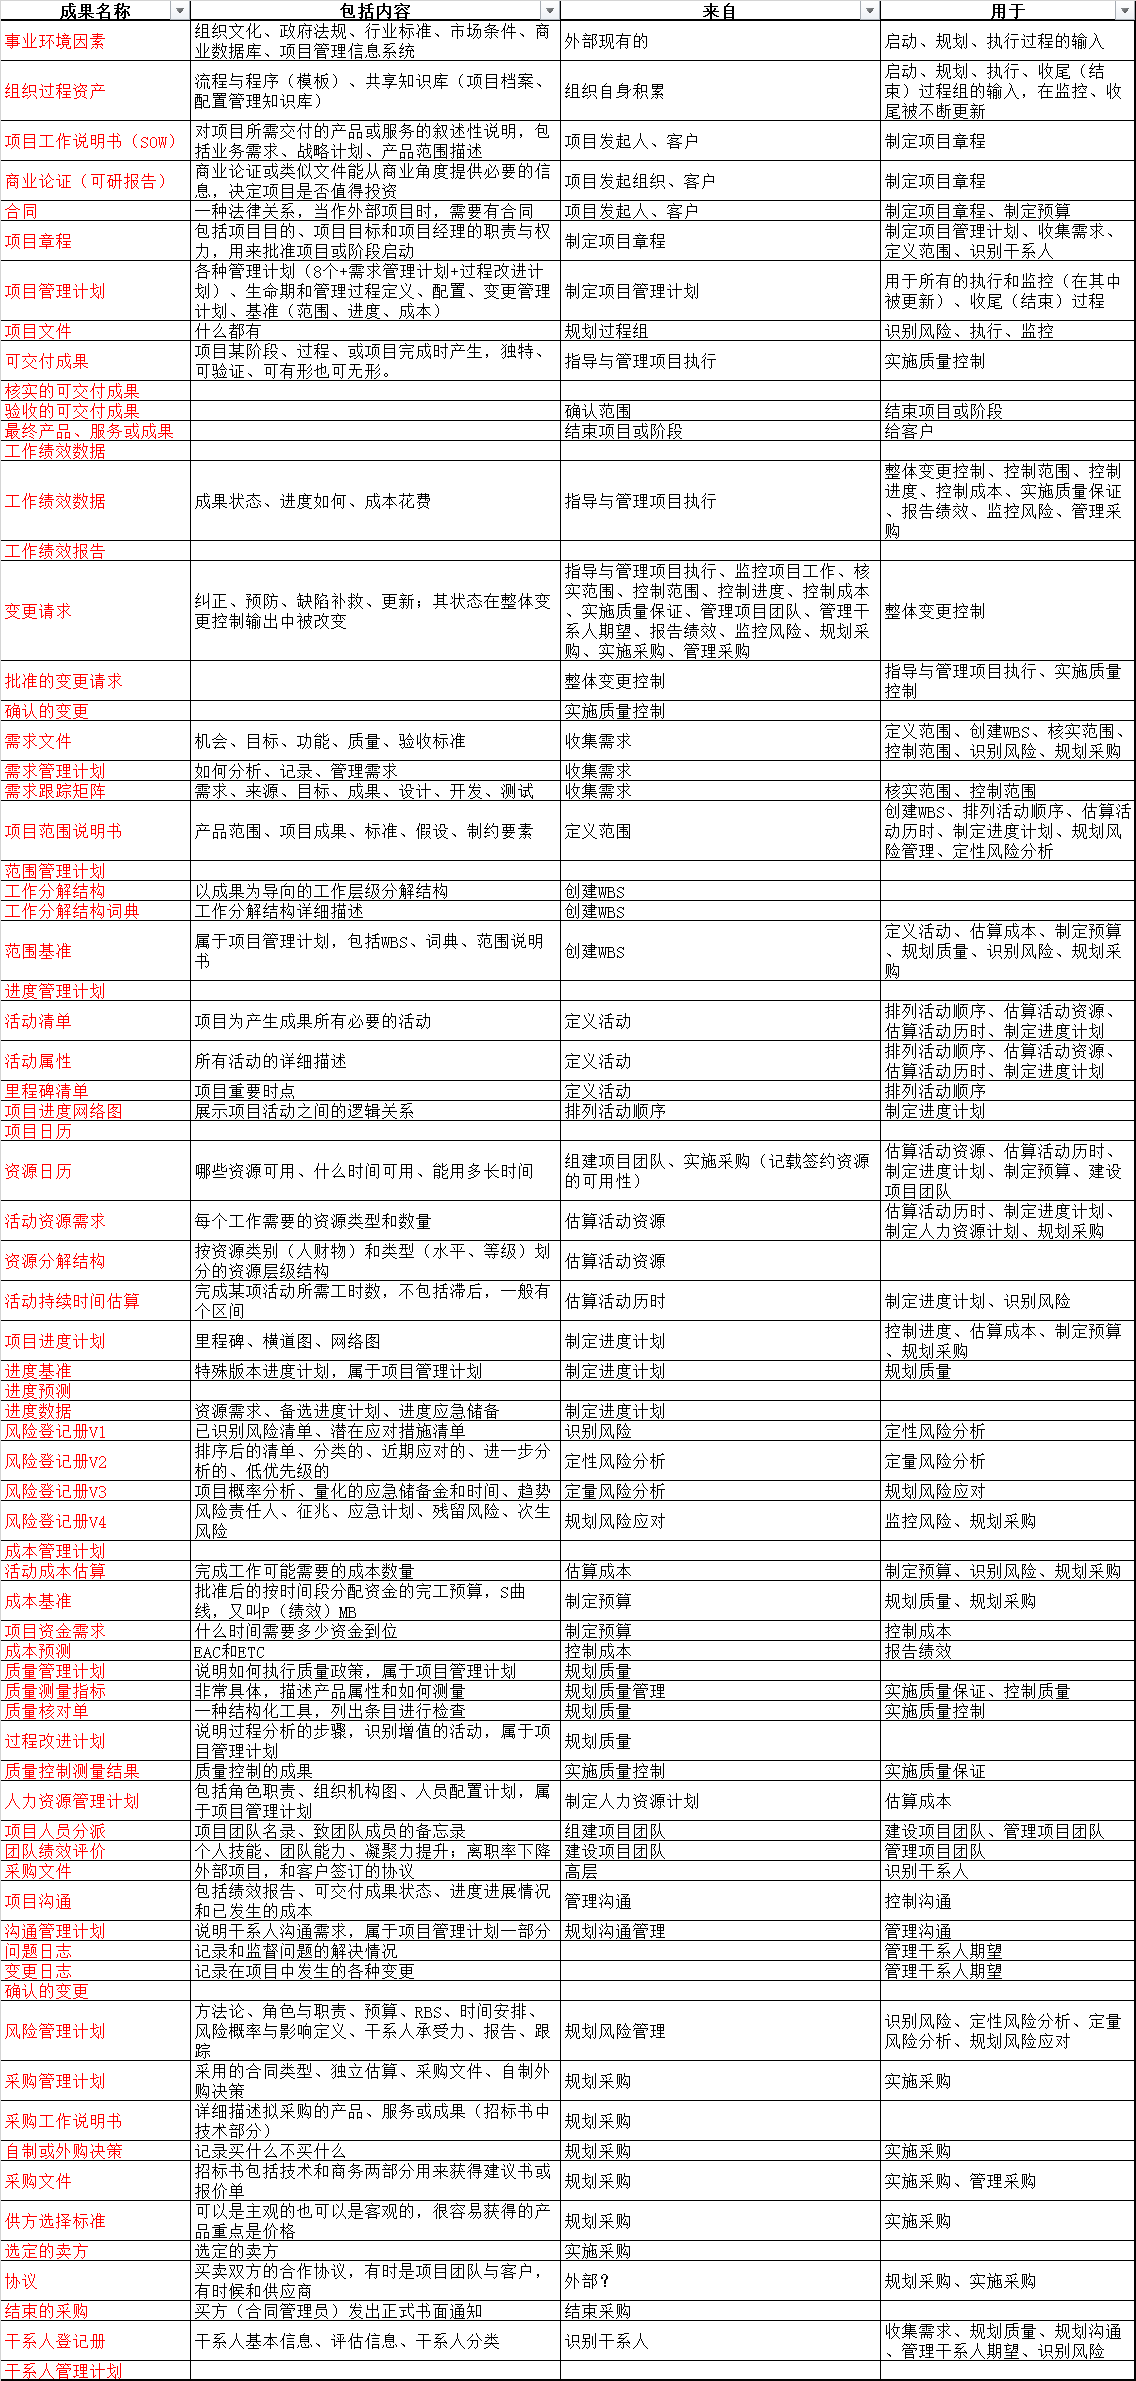 成果名称 包括内容 来自 用于
事业环境因素 组织文化、政府法规、行业标准、市场条件、商
业数据库、项目管理信息系统 外部现有的 启动、规划、执行过程的输入
组织过程资产 流程与程序（模板）、共享知识库（项目档案、
配置管理知识库） 组织自身积累 启动、规划、执行、收尾（结
束）过程组的输入，在监控、收
尾被不断更新
项目工作说明书（SOW） 对项目所需交付的产品或服务的叙述性说明，包
括业务需求、战略计划、产品范围描述 项目发起人、客户 制定项目章程
商业论证（可研报告） 商业论证或类似文件能从商业角度提供必要的信
息，决定项目是否值得投资 项目发起组织、客户 制定项目章程
合同 一种法律关系，当作外部项目时，需要有合同 项目发起人、客户 制定项目章程、制定预算
项目章程 包括项目目的、项目目标和项目经理的职责与权
力，用来批准项目或阶段启动 制定项目章程 制定项目管理计划、收集需求、
定义范围、识别干系人
项目管理计划 各种管理计划（8个+需求管理计划+过程改进计
划）、生命期和管理过程定义、配置、变更管理
计划、基准（范围、进度、成本） 制定项目管理计划 用于所有的执行和监控（在其中
被更新）、收尾（结束）过程
项目文件 什么都有 规划过程组 识别风险、执行、监控
可交付成果 项目某阶段、过程、或项目完成时产生，独特、
可验证、可有形也可无形。 指导与管理项目执行 实施质量控制
核实的可交付成果
验收的可交付成果 确认范围 结束项目或阶段
最终产品、服务或成果 结束项目或阶段 给客户
工作绩效数据
工作绩效数据 成果状态、进度如何、成本花费 指导与管理项目执行 整体变更控制、控制范围、控制
进度、控制成本、实施质量保证
、报告绩效、监控风险、管理采
购
工作绩效报告
变更请求 纠正、预防、缺陷补救、更新；其状态在整体变
更控制输出中被改变 指导与管理项目执行、监控项目工作、核
实范围、控制范围、控制进度、控制成本
、实施质量保证、管理项目团队、管理干
系人期望、报告绩效、监控风险、规划采
购、实施采购、管理采购 整体变更控制
批准的变更请求 整体变更控制 指导与管理项目执行、实施质量
控制
确认的变更 实施质量控制
需求文件 机会、目标、功能、质量、验收标准 收集需求 定义范围、创建WBS、核实范围、
控制范围、识别风险、规划采购
需求管理计划 如何分析、记录、管理需求 收集需求
需求跟踪矩阵 需求、来源、目标、成果、设计、开发、测试 收集需求 核实范围、控制范围
项目范围说明书 产品范围、项目成果、标准、假设、制约要素 定义范围 创建WBS、排列活动顺序、估算活
动历时、制定进度计划、规划风
险管理、定性风险分析
范围管理计划
工作分解结构 以成果为导向的工作层级分解结构 创建WBS
工作分解结构词典 工作分解结构详细描述 创建WBS
范围基准 属于项目管理计划，包括WBS、词典、范围说明
书 创建WBS 定义活动、估算成本、制定预算
、规划质量、识别风险、规划采
购
进度管理计划
活动清单 项目为产生成果所有必要的活动 定义活动 排列活动顺序、估算活动资源、
估算活动历时、制定进度计划
活动属性 所有活动的详细描述 定义活动 排列活动顺序、估算活动资源、
估算活动历时、制定进度计划
里程碑清单 项目重要时点 定义活动 排列活动顺序
项目进度网络图 展示项目活动之间的逻辑关系 排列活动顺序 制定进度计划
项目日历
资源日历 哪些资源可用、什么时间可用、能用多长时间 组建项目团队、实施采购（记载签约资源
的可用性） 估算活动资源、估算活动历时、
制定进度计划、制定预算、建设
项目团队
活动资源需求 每个工作需要的资源类型和数量 估算活动资源 估算活动历时、制定进度计划、
制定人力资源计划、规划采购
资源分解结构 按资源类别（人财物）和类型（水平、等级）划
分的资源层级结构 估算活动资源
活动持续时间估算 完成某项活动所需工时数，不包括滞后，一般有
个区间 估算活动历时 制定进度计划、识别风险
项目进度计划 里程碑、横道图、网络图 制定进度计划 控制进度、估算成本、制定预算
、规划采购
进度基准 特殊版本进度计划，属于项目管理计划 制定进度计划 规划质量
进度预测
进度数据 资源需求、备选进度计划、进度应急储备 制定进度计划
风险登记册V1 已识别风险清单、潜在应对措施清单 识别风险 定性风险分析
风险登记册V2 排序后的清单、分类的、近期应对的、进一步分
析的、低优先级的 定性风险分析 定量风险分析
风险登记册V3 项目概率分析、量化的应急储备金和时间、趋势 定量风险分析 规划风险应对
风险登记册V4 风险责任人、征兆、应急计划、残留风险、次生
风险 规划风险应对 监控风险、规划采购
成本管理计划
活动成本估算 完成工作可能需要的成本数量 估算成本 制定预算、识别风险、规划采购
成本基准 批准后的按时间段分配资金的完工预算，S曲
线，又叫P（绩效）MB 制定预算 规划质量、规划采购
项目资金需求 什么时间需要多少资金到位 制定预算 控制成本
成本预测 EAC和ETC 控制成本 报告绩效
质量管理计划 说明如何执行质量政策，属于项目管理计划 规划质量
质量测量指标 非常具体，描述产品属性和如何测量 规划质量管理 实施质量保证、控制质量
质量核对单 一种结构化工具，列出条目进行检查 规划质量 实施质量控制
过程改进计划 说明过程分析的步骤，识别增值的活动，属于项
目管理计划 规划质量
质量控制测量结果 质量控制的成果 实施质量控制 实施质量保证
人力资源管理计划 包括角色职责、组织机构图、人员配置计划，属
于项目管理计划 制定人力资源计划 估算成本
项目人员分派 项目团队名录、致团队成员的备忘录 组建项目团队 建设项目团队、管理项目团队
团队绩效评价 个人技能、团队能力、凝聚力提升；离职率下降 建设项目团队 管理项目团队
采购文件 外部项目，和客户签订的协议 高层 识别干系人
项目沟通 包括绩效报告、可交付成果状态、进度进展情况
和已发生的成本 管理沟通 控制沟通
沟通管理计划 说明干系人沟通需求，属于项目管理计划一部分 规划沟通管理 管理沟通
问题日志 记录和监督问题的解决情况 管理干系人期望
变更日志 记录在项目中发生的各种变更 管理干系人期望
确认的变更
风险管理计划 方法论、角色与职责、预算、RBS、时间安排、
风险概率与影响定义、干系人承受力、报告、跟
踪 规划风险管理 识别风险、定性风险分析、定量
风险分析、规划风险应对
采购管理计划 采用的合同类型、独立估算、采购文件、自制外
购决策 规划采购 实施采购
采购工作说明书 详细描述拟采购的产品、服务或成果（招标书中
技术部分） 规划采购
自制或外购决策 记录买什么不买什么 规划采购 实施采购
采购文件 招标书包括技术和商务两部分用来获得建议书或
报价单 规划采购 实施采购、管理采购
供方选择标准 可以是主观的也可以是客观的，很容易获得的产
品重点是价格 规划采购 实施采购
选定的卖方 选定的卖方 实施采购
协议 买卖双方的合作协议，有时是项目团队与客户，
有时候和供应商 外部？ 规划采购、实施采购
结束的采购 买方（合同管理员）发出正式书面通知 结束采购
干系人登记册 干系人基本信息、评估信息、干系人分类 识别干系人 收集需求、规划质量、规划沟通
、管理干系人期望、识别风险
干系人管理计划